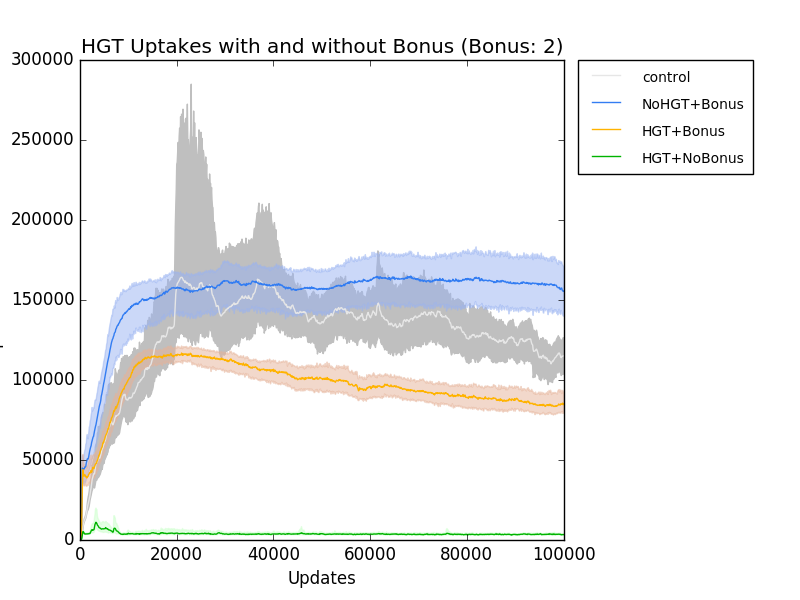 HGT Uptakes with and without Bonus (Bonus: 2)
300000
250000
200000
150000
100000
50000
0
0 20000 40000 60000 80000 100000
Updates
control
NoHGT+Bonus
HGT+Bonus
HGT+NoBonus